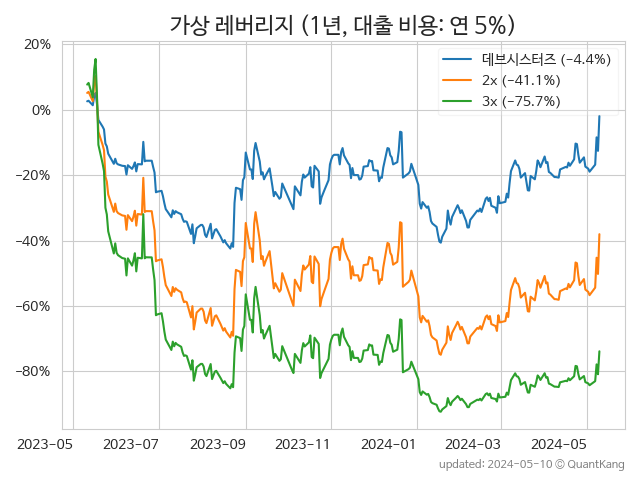 가상 레버리지 (1년, 대출 비용: 연 5%)
20%
0%
−20%
−40%
−60%
−80%
데브시스터즈 (−4.4%)
2x (−41.1%)
3x (−75.7%)
2023-05
2023-07
2023-09
2023-11
2024-01
2024-03
2024-05
updated: 2024-05-10 © QuantKang